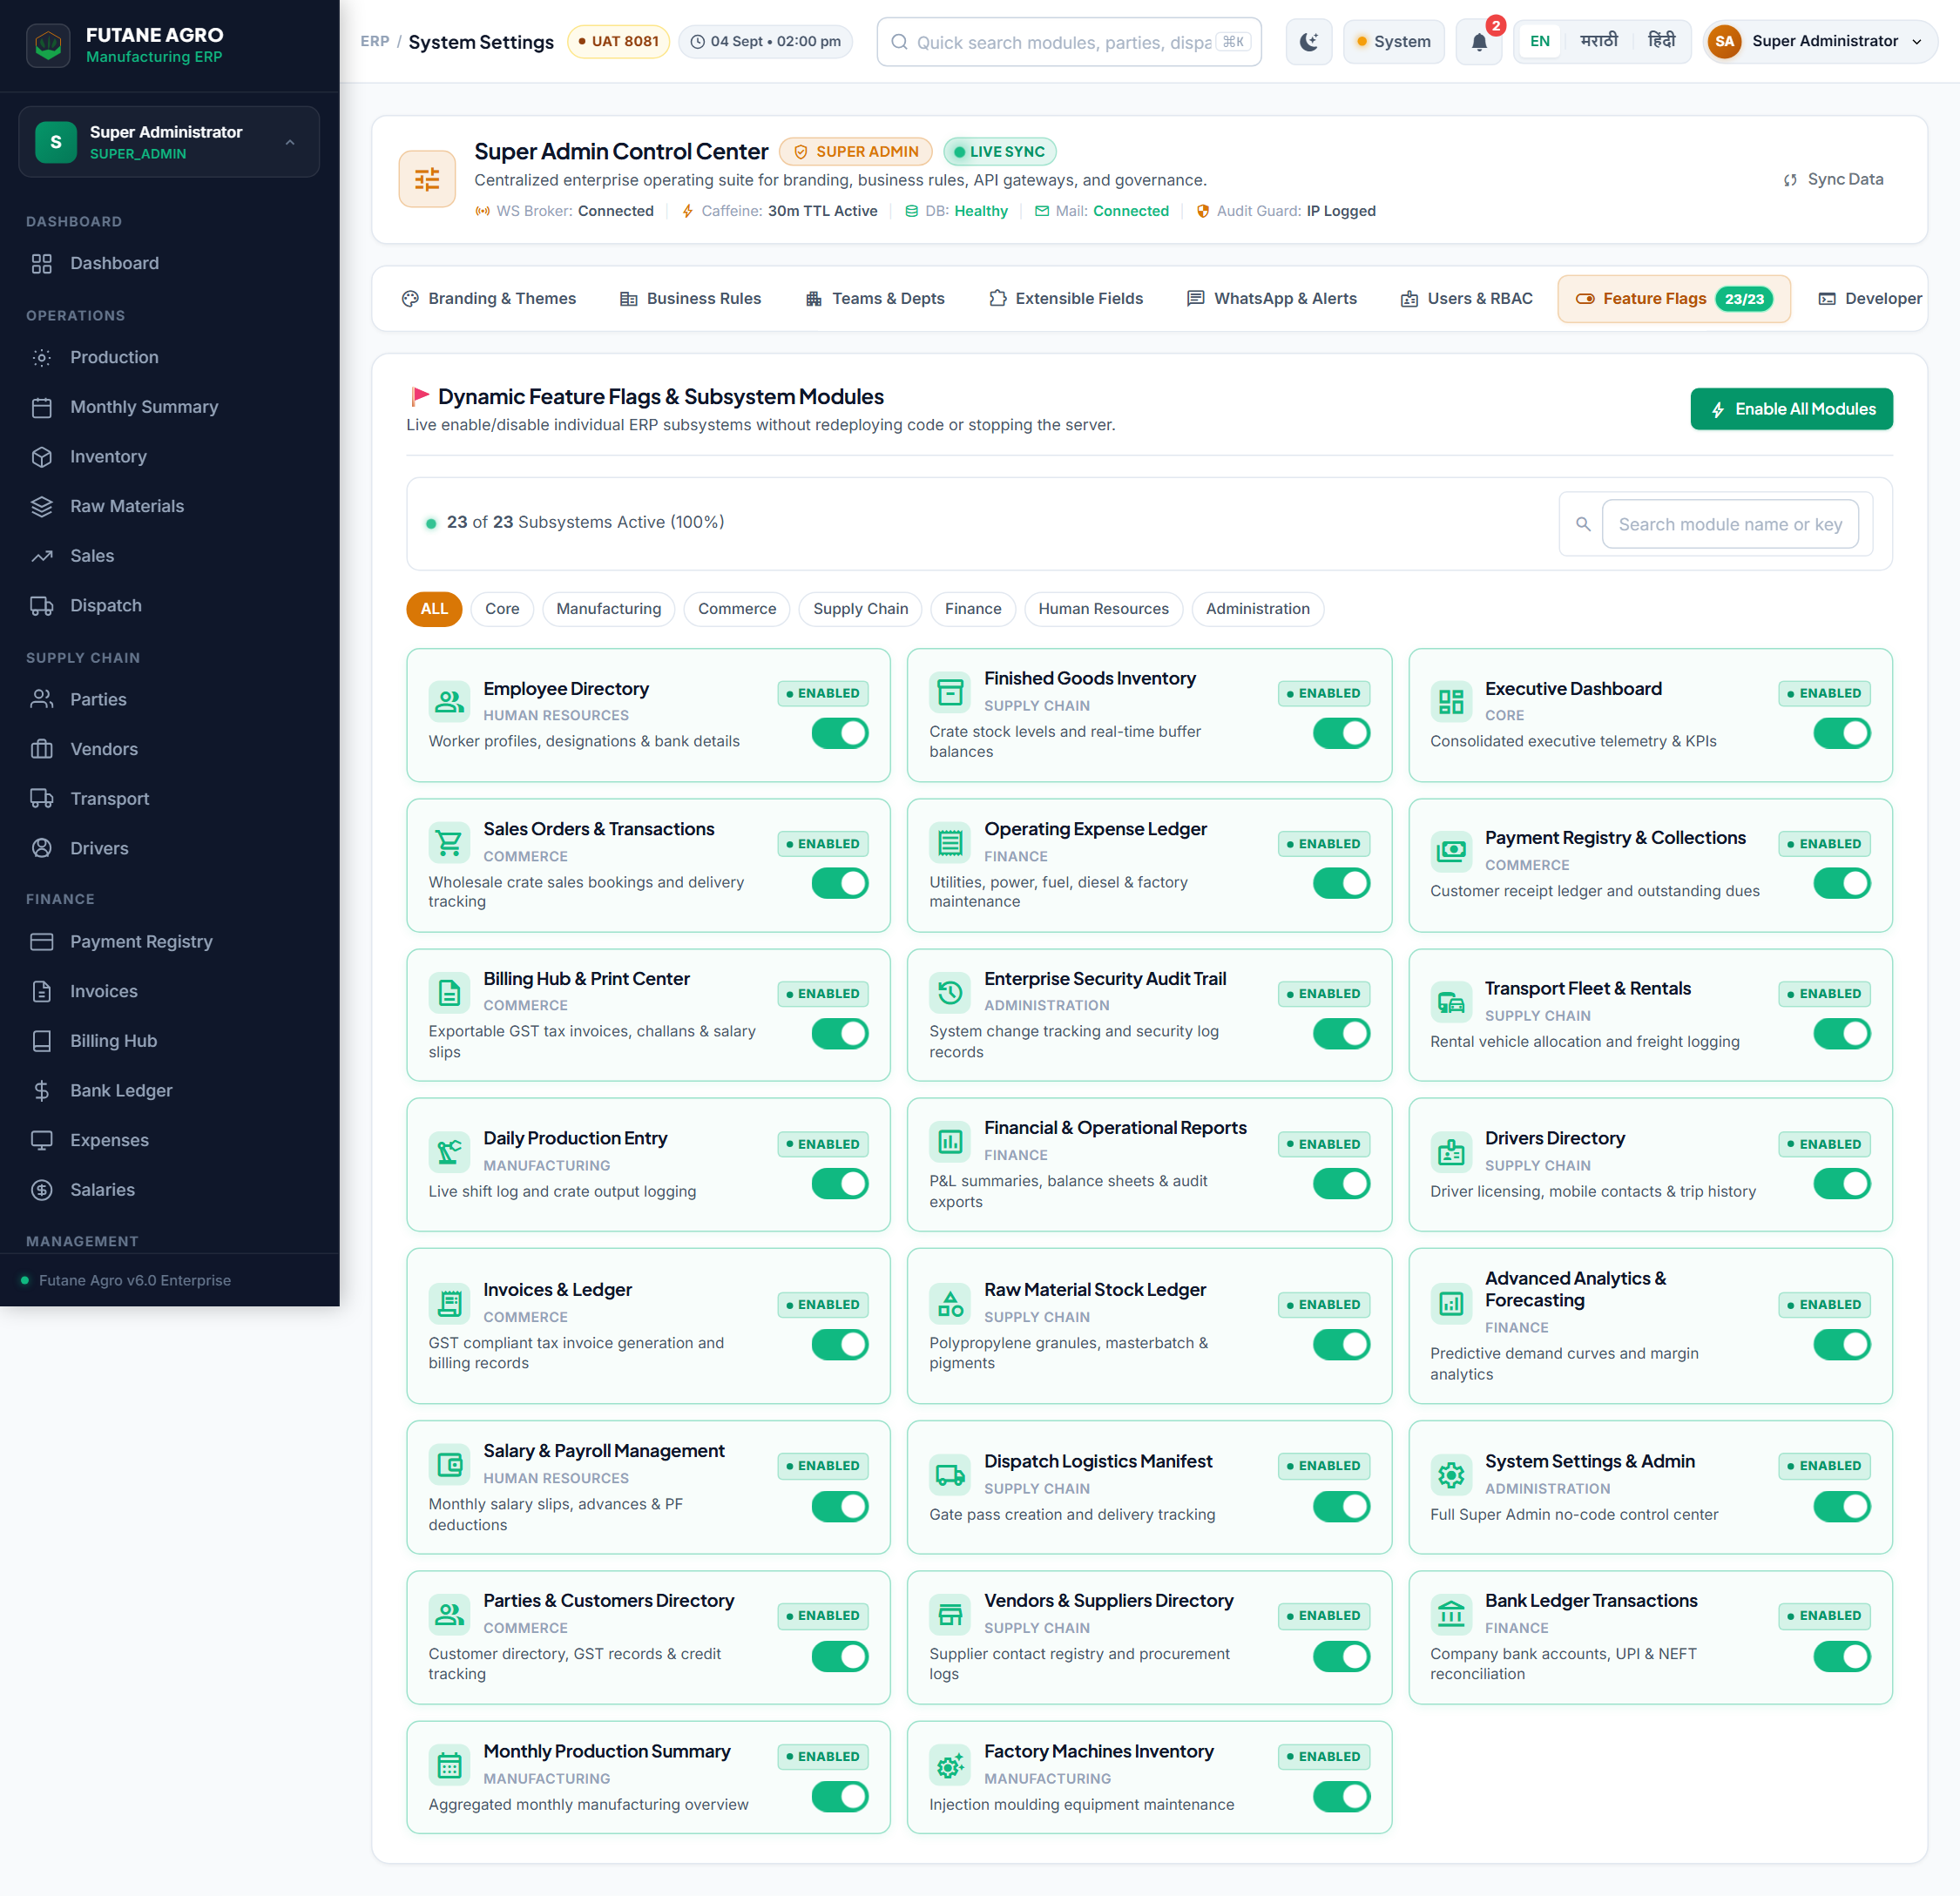 FUTANE AGRO
Manufacturing ERP
S
Super Administrator
SUPER_ADMIN
DASHBOARD
Dashboard
OPERATIONS
Production
Monthly Summary
Inventory
Raw Materials
Sales
Dispatch
SUPPLY CHAIN
Parties
Vendors
Transport
Drivers
FINANCE
Payment Registry
Invoices
Billing Hub
Bank Ledger
Expenses
Salaries
MANAGEMENT
Futane Agro v6.0 Enterprise
ERP / System Settings
UAT 8081
04 Sept • 02:00 pm
Quick search modules, parties, dispa
⌘K
System
2
EN
मराठी
हिंदी
SA
Super Administrator
Super Admin Control Center
SUPER ADMIN
LIVE SYNC
Centralized enterprise operating suite for branding, business rules, API gateways, and governance.
WS Broker: Connected
Caffeine: 30m TTL Active
DB: Healthy
Mail: Connected
Audit Guard: IP Logged
Sync Data
Branding & Themes
Business Rules
Teams & Depts
Extensible Fields
WhatsApp & Alerts
Users & RBAC
Feature Flags 23/23
Developer
Dynamic Feature Flags & Subsystem Modules
Live enable/disable individual ERP subsystems without redeploying code or stopping the server.
Enable All Modules
23 of 23 Subsystems Active (100%)
Search module name or key
ALL
Core
Manufacturing
Commerce
Supply Chain
Finance
Human Resources
Administration
Employee Directory
HUMAN RESOURCES
Worker profiles, designations & bank details
ENABLED
Finished Goods Inventory
SUPPLY CHAIN
Crate stock levels and real-time buffer
balances
ENABLED
Executive Dashboard
CORE
Consolidated executive telemetry & KPIs
ENABLED
Sales Orders & Transactions
COMMERCE
Wholesale crate sales bookings and delivery
tracking
ENABLED
Operating Expense Ledger
FINANCE
Utilities, power, fuel, diesel & factory
maintenance
ENABLED
Payment Registry & Collections
COMMERCE
Customer receipt ledger and outstanding dues
ENABLED
Billing Hub & Print Center
COMMERCE
Exportable GST tax invoices, challans & salary
slips
ENABLED
Enterprise Security Audit Trail
ADMINISTRATION
System change tracking and security log
records
ENABLED
Transport Fleet & Rentals
SUPPLY CHAIN
Rental vehicle allocation and freight logging
ENABLED
Daily Production Entry
MANUFACTURING
Live shift log and crate output logging
ENABLED
Financial & Operational Reports
FINANCE
P&L summaries, balance sheets & audit
exports
ENABLED
Drivers Directory
SUPPLY CHAIN
Driver licensing, mobile contacts & trip history
ENABLED
Invoices & Ledger
COMMERCE
GST compliant tax invoice generation and
billing records
ENABLED
Raw Material Stock Ledger
SUPPLY CHAIN
Polypropylene granules, masterbatch &
pigments
ENABLED
Advanced Analytics &
Forecasting
FINANCE
Predictive demand curves and margin
analytics
ENABLED
Salary & Payroll Management
HUMAN RESOURCES
Monthly salary slips, advances & PF
deductions
ENABLED
Dispatch Logistics Manifest
SUPPLY CHAIN
Gate pass creation and delivery tracking
ENABLED
System Settings & Admin
ADMINISTRATION
Full Super Admin no-code control center
ENABLED
Parties & Customers Directory
COMMERCE
Customer directory, GST records & credit
tracking
ENABLED
Vendors & Suppliers Directory
SUPPLY CHAIN
Supplier contact registry and procurement
logs
ENABLED
Bank Ledger Transactions
FINANCE
Company bank accounts, UPI & NEFT
reconciliation
ENABLED
Monthly Production Summary
MANUFACTURING
Aggregated monthly manufacturing overview
ENABLED
Factory Machines Inventory
MANUFACTURING
Injection moulding equipment maintenance
ENABLED